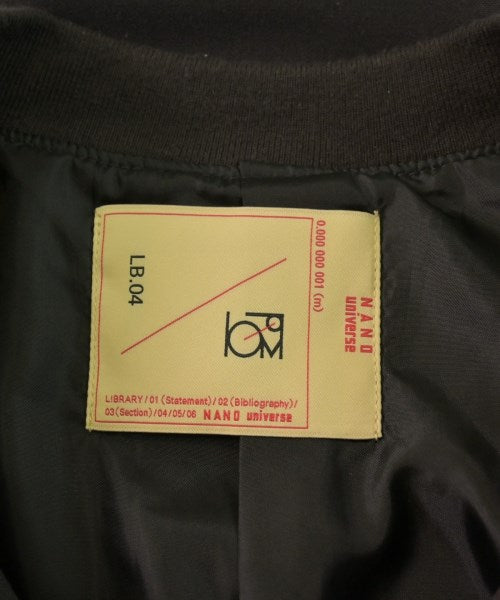 0.000 000 001 (m)
NANO
universe
LB.04
LIBRARY / 01 (Statement) / 02 (Bibliography) /
03 (Section) / 04 / 05 / 06 NANO universe